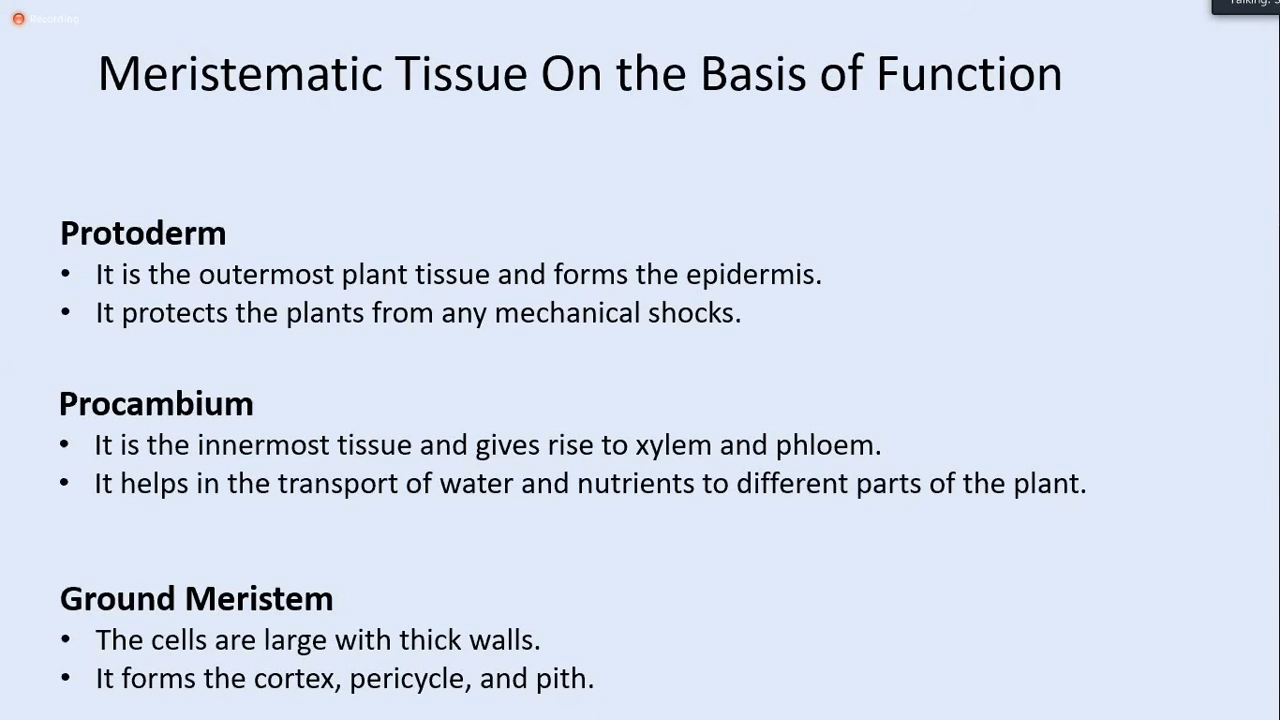 Recording
Talking:
Meristematic Tissue On the Basis of Function
Protoderm
• It is the outermost plant tissue and forms the epidermis.
• It protects the plants from any mechanical shocks.
Procambium
• It is the innermost tissue and gives rise to xylem and phloem.
• It helps in the transport of water and nutrients to different parts of the plant.
Ground Meristem
• The cells are large with thick walls.
• It forms the cortex, pericycle, and pith.